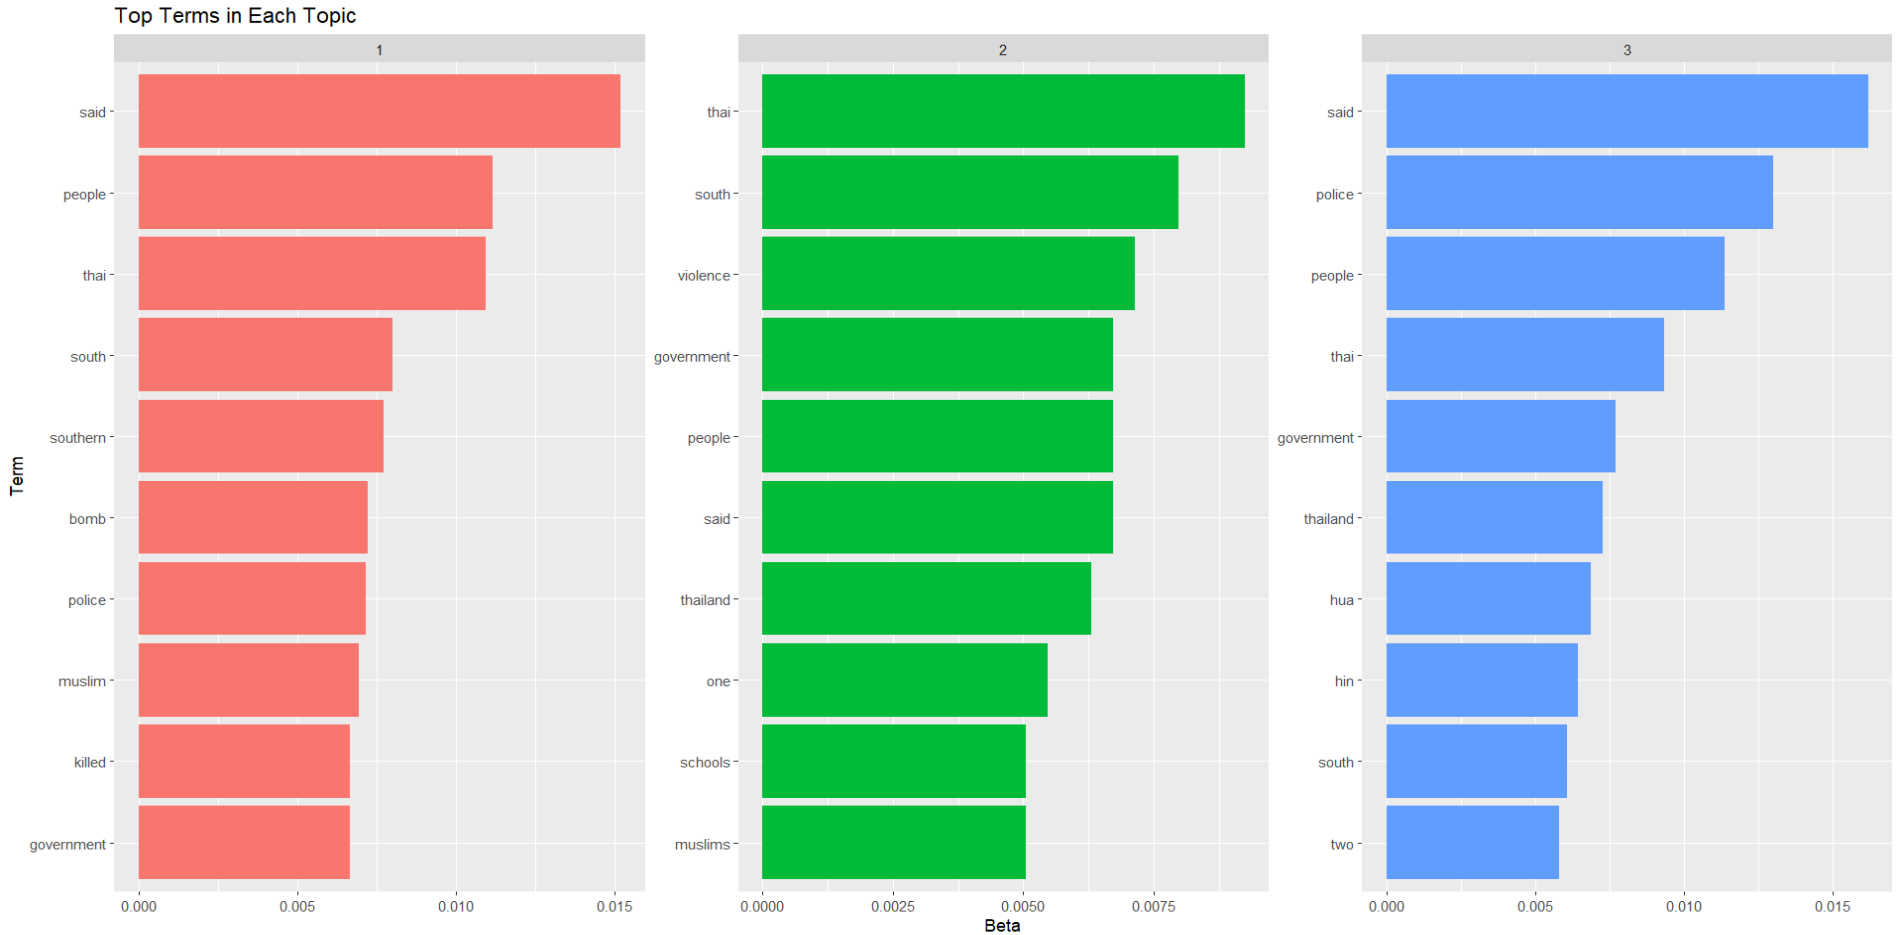 Top Terms in Each Topic
Term
1
said
people
thai
south
southern
bomb
police
muslim
killed
government
0.000 0.005 0.010 0.015
2
thai
south
violence
government
people
said
thailand
one
schools
muslims
0.0000 0.0025 0.0050 0.0075
3
said
police
people
thai
government
thailand
hua
hin
south
two
0.000 0.005 0.010 0.015
Beta